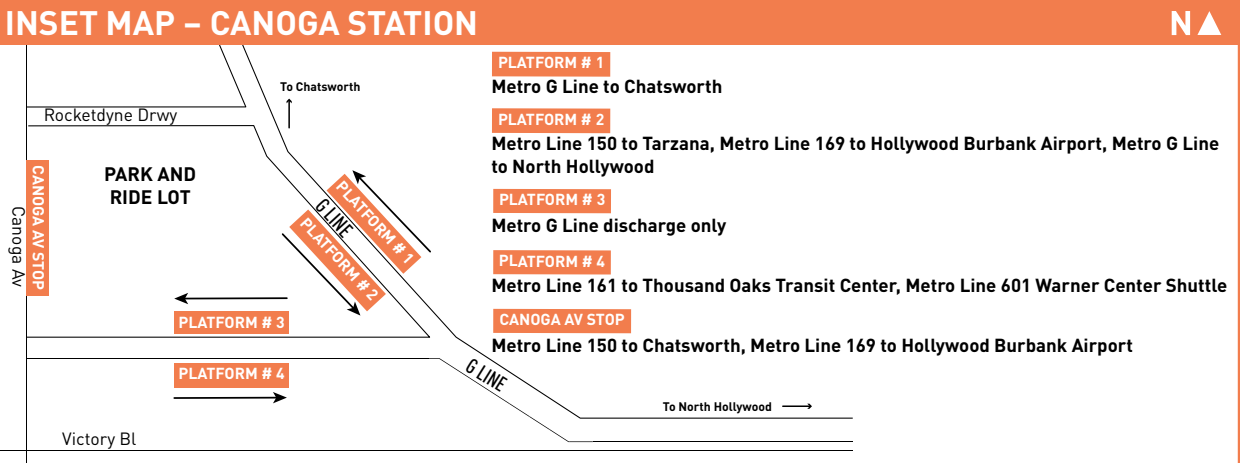 INSET MAP – CANOGA STATION
N
To Chatsworth
Rocketdyne Drwy
PARK AND
RIDE LOT
CANOGA AV STOP
Canoga Av
PLATFORM # 1
G LINE
PLATFORM # 2
PLATFORM # 3
PLATFORM # 4
G LINE
To North Hollywood
Victory Bl
PLATFORM # 1
Metro G Line to Chatsworth
PLATFORM # 2
Metro Line 150 to Tarzana, Metro Line 169 to Hollywood Burbank Airport, Metro G Line
to North Hollywood
PLATFORM # 3
Metro G Line discharge only
PLATFORM # 4
Metro Line 161 to Thousand Oaks Transit Center, Metro Line 601 Warner Center Shuttle
CANOGA AV STOP
Metro Line 150 to Chatsworth, Metro Line 169 to Hollywood Burbank Airport